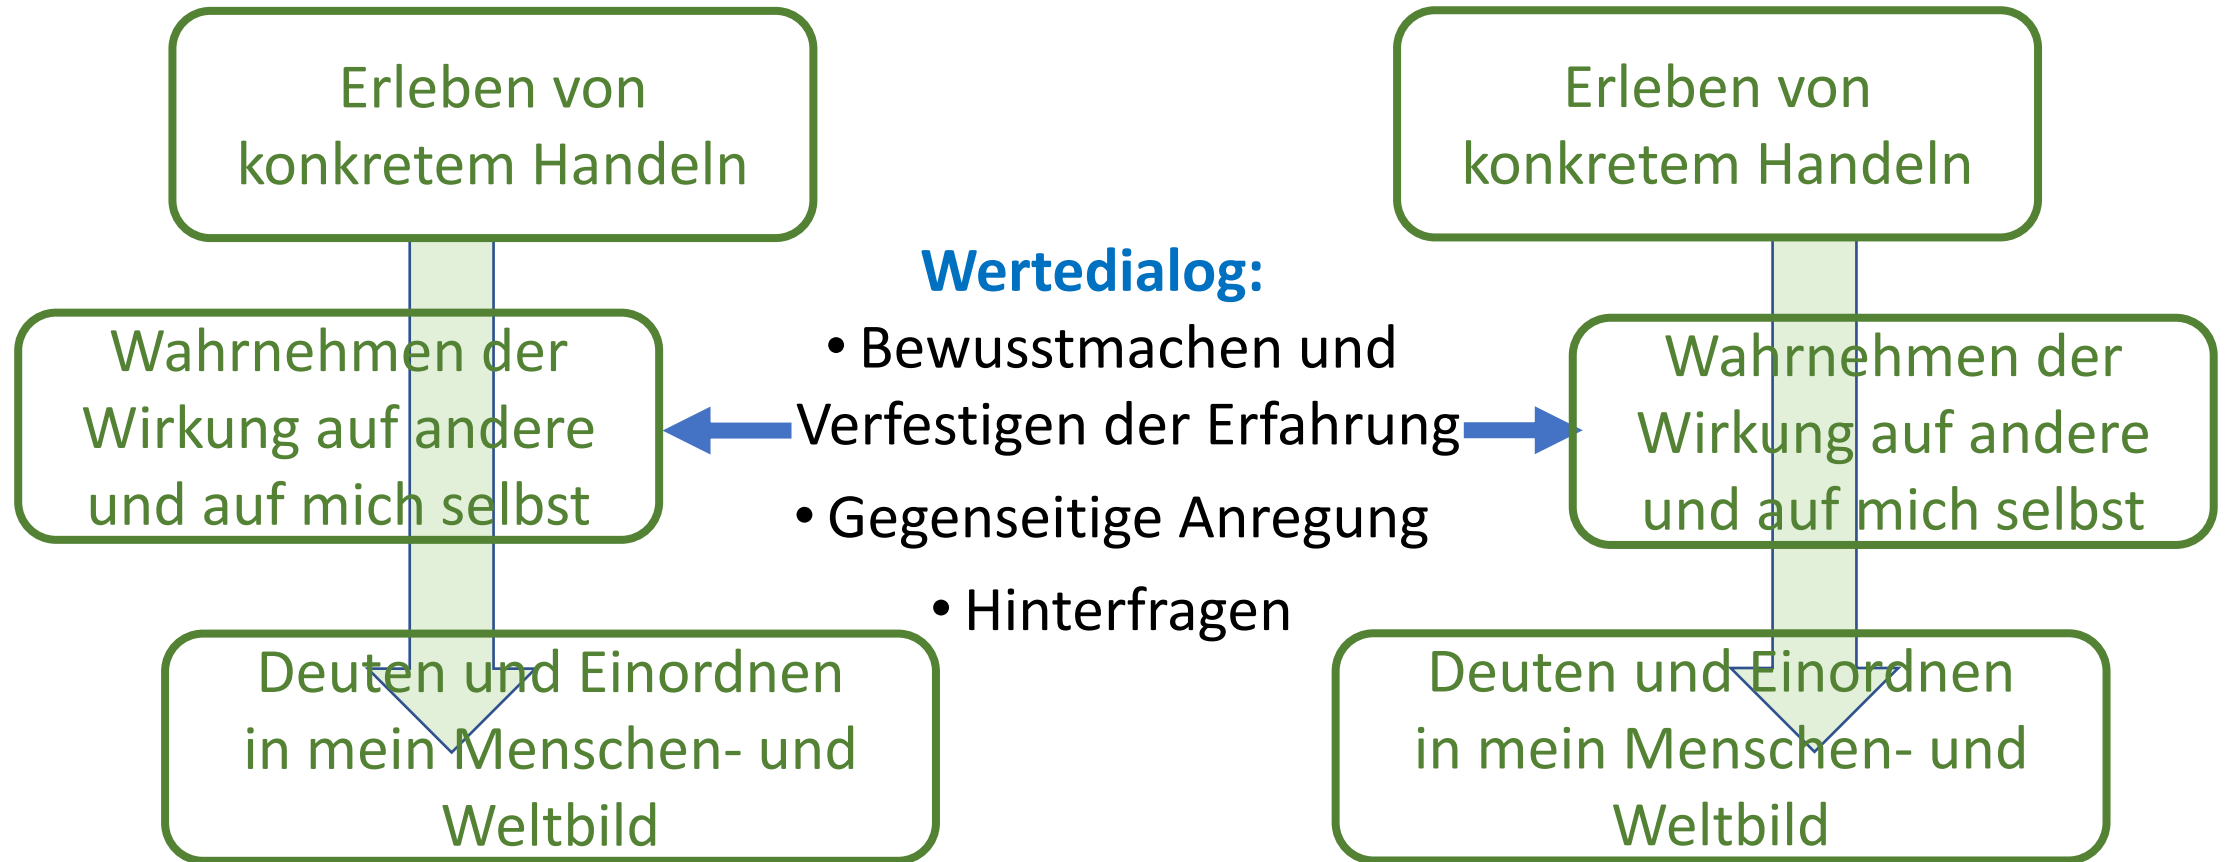 Erleben von
konkretem Handeln
Wahrnehmen der
Wirkung auf andere
und auf mich selbst
Deuten und Einordnen
in mein Menschen- und
Weltbild
Wertedialog:
• Bewusstmachen und
Verfestigen der Erfahrung
• Gegenseitige Anregung
• Hinterfragen
Erleben von
konkretem Handeln
Wahrnehmen der
Wirkung auf andere
und auf mich selbst
Deuten und Einordnen
in mein Menschen- und
Weltbild